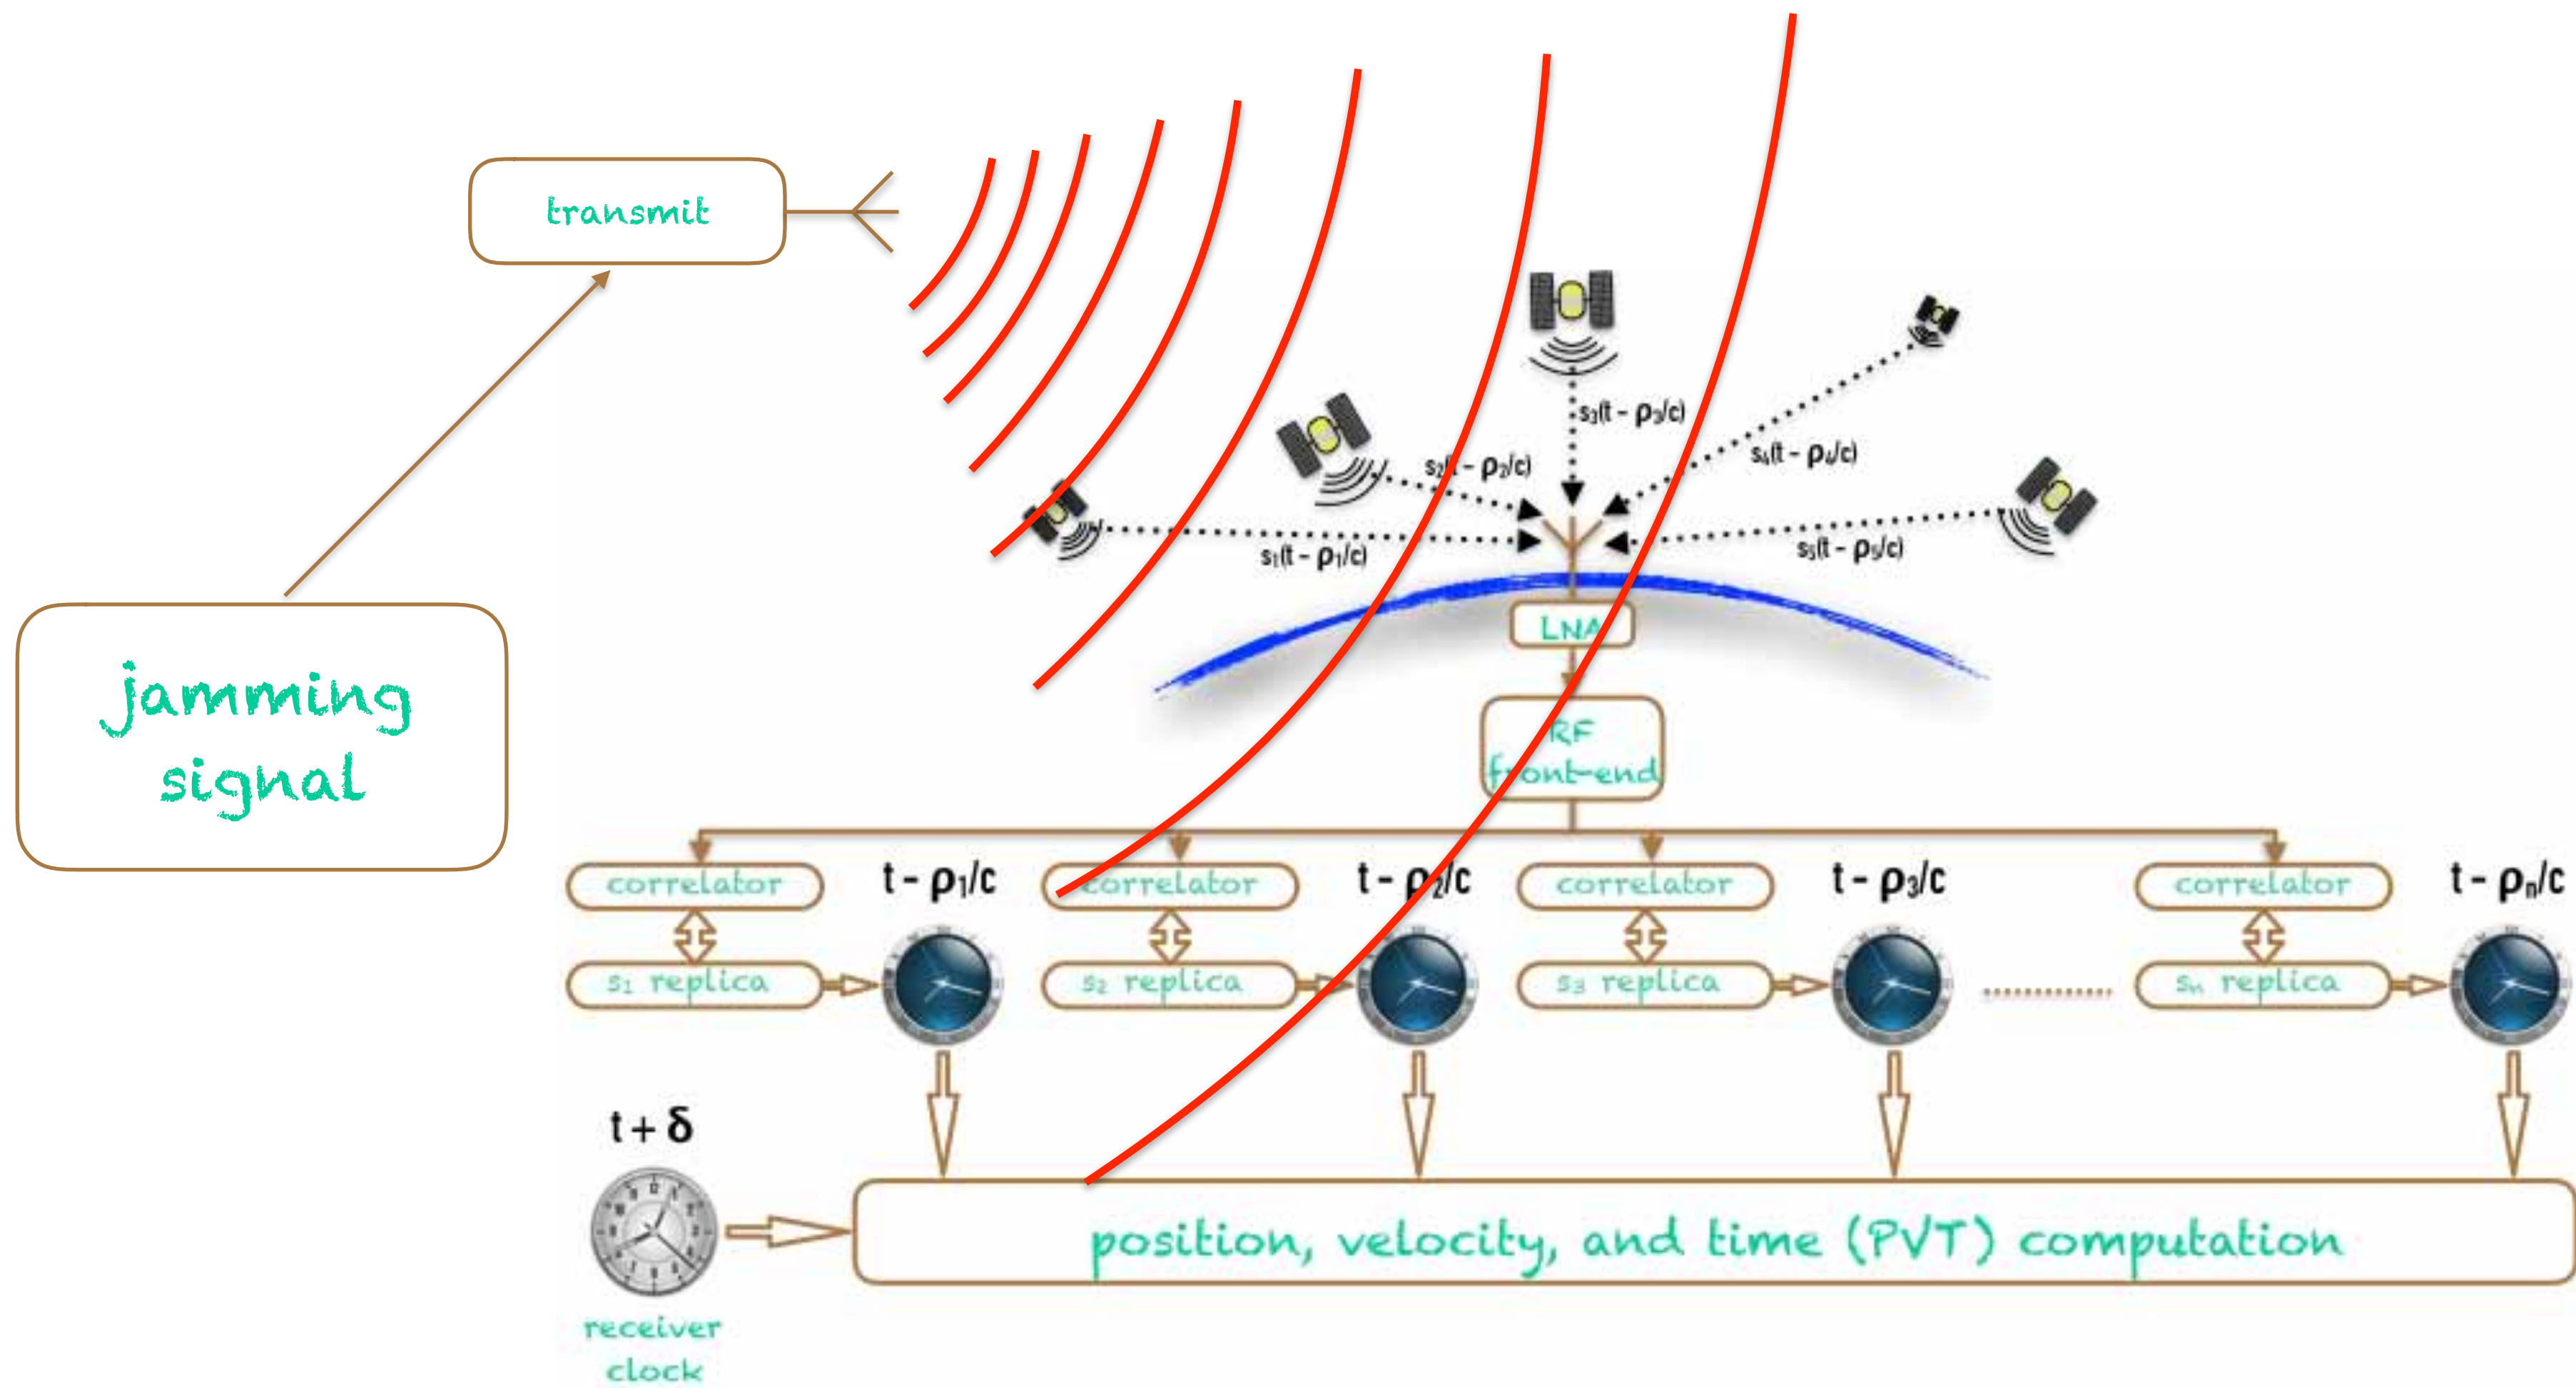 transmit
s₃(t - ρ₃/c)
s₄(t - ρ₄/c)
s₂(t - ρ₂/c)
s₁(t - ρ₁/c)
s₅(t - ρ₅/c)
LNA
jamming
signal
RF
front-end
correlator
t - ρ₁/c
correlator
t - ρ₂/c
correlator
t - ρ₃/c
correlator
t - ρₙ/c
s₁ replica
s₂ replica
s₃ replica
sₙ replica
t + δ
position, velocity, and time (PVT) computation
receiver
clock